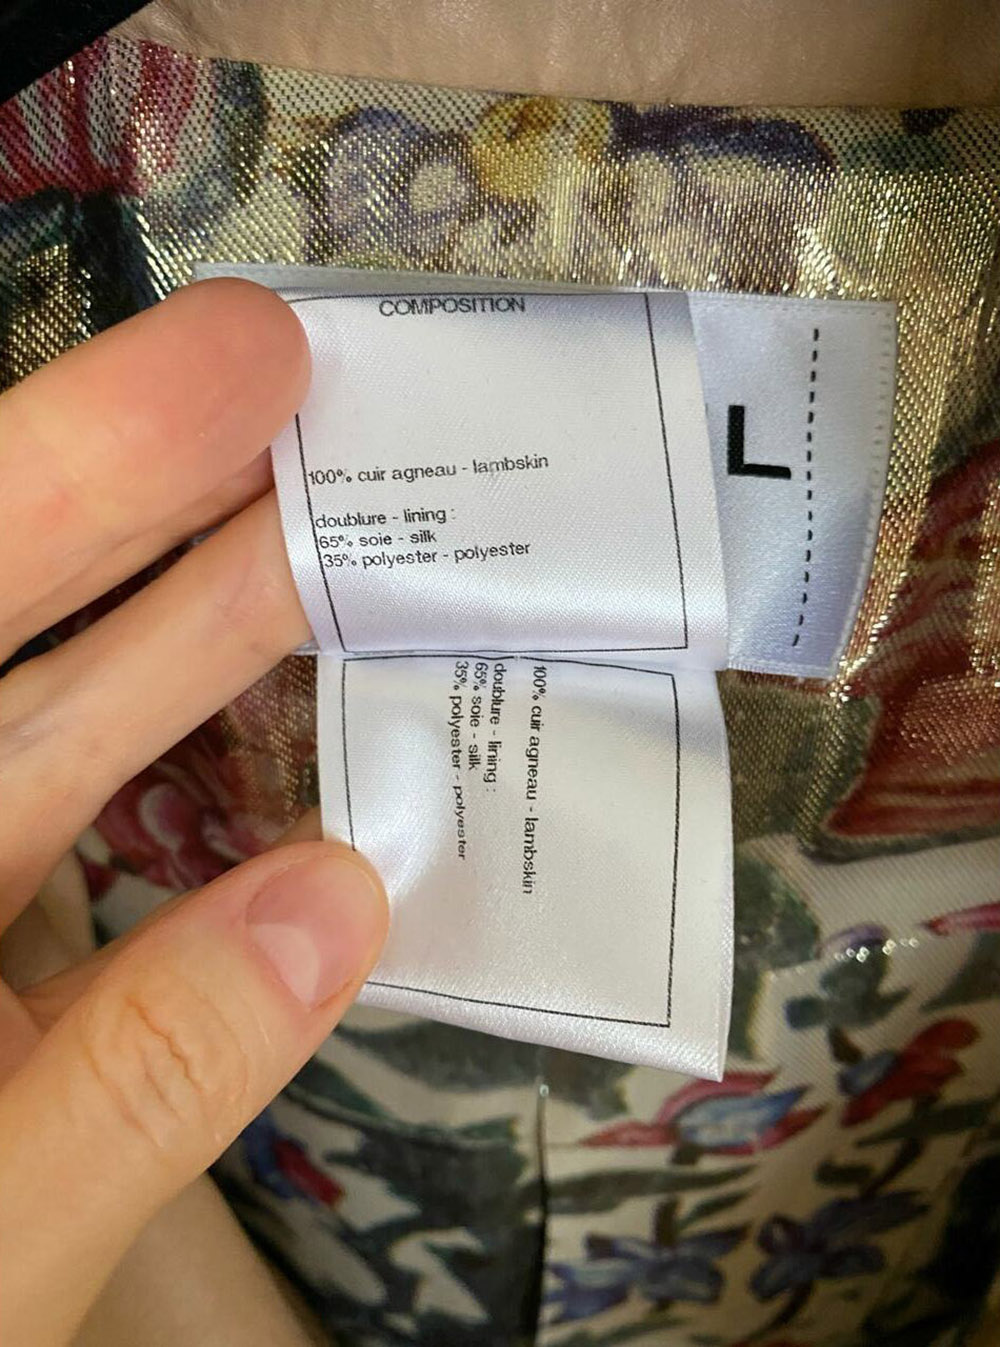 COMPOSITION
100% cuir agneau - lambskin
doublure - lining :
65% soie - silk
35% polyester - polyester
L
100% cuir agneau - lambskin
doublure - lining :
65% soie - silk
35% polyester - polyester